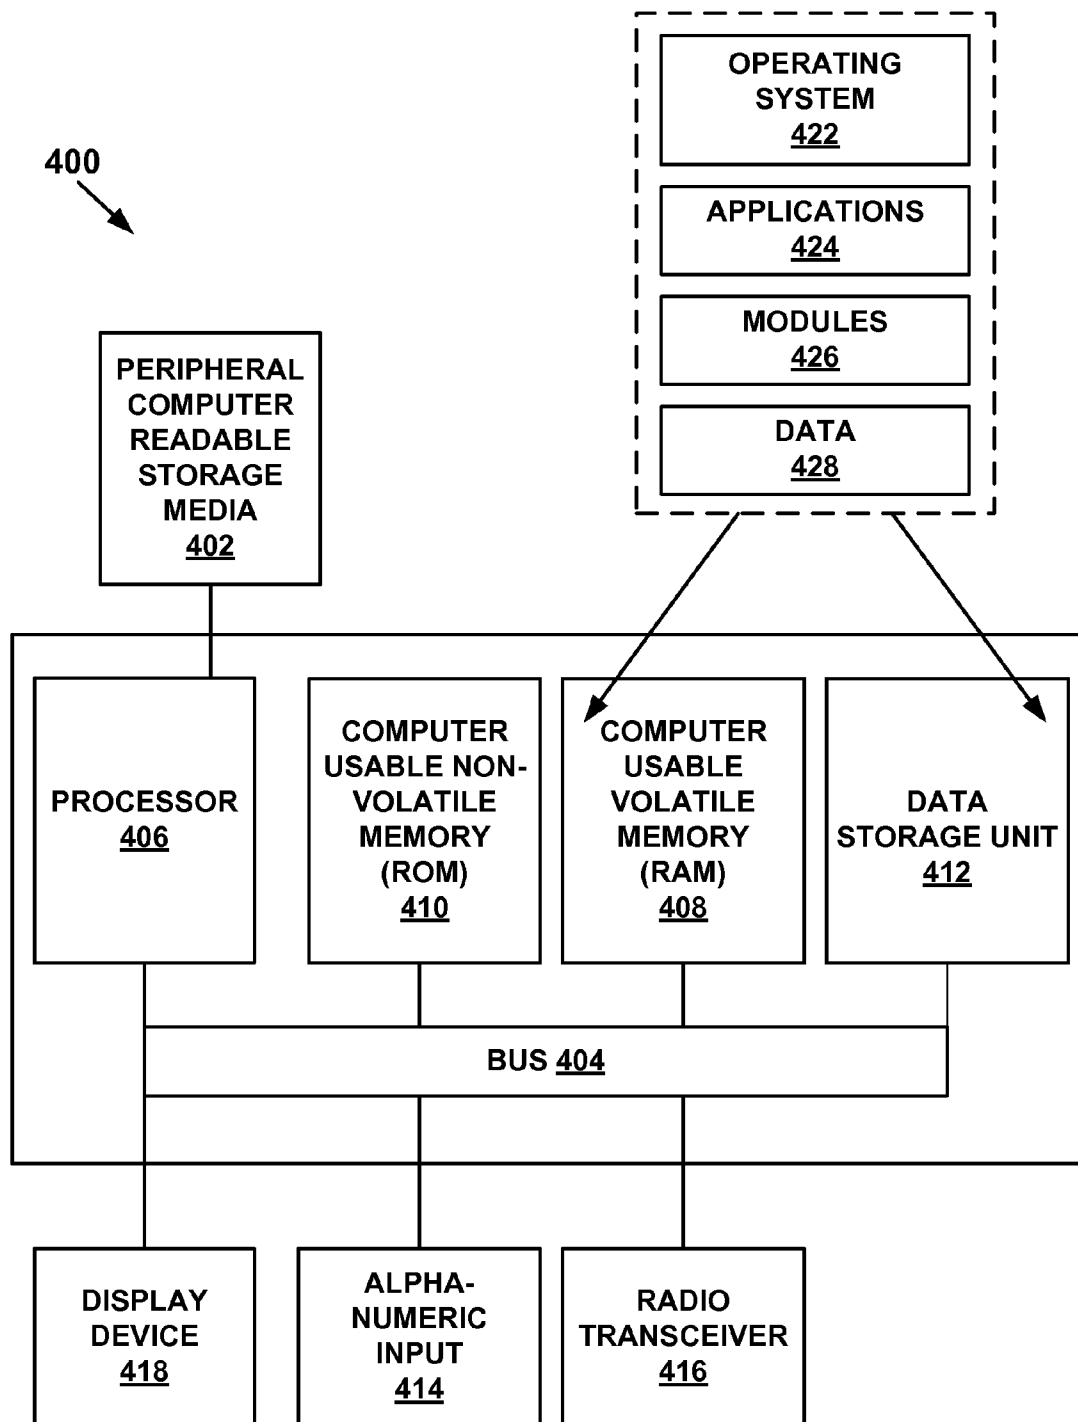 OPERATING
SYSTEM
422
400
APPLICATIONS
424
MODULES
426
DATA
428
PERIPHERAL
COMPUTER
READABLE
STORAGE
MEDIA
402
PROCESSOR
406
COMPUTER
USABLE NON-
VOLATILE
MEMORY
(ROM)
410
COMPUTER
USABLE
VOLATILE
MEMORY
(RAM)
408
DATA
STORAGE UNIT
412
BUS 404
DISPLAY
DEVICE
418
ALPHA-
NUMERIC
INPUT
414
RADIO
TRANSCEIVER
416